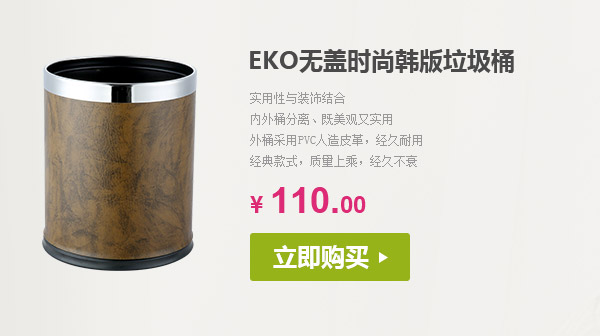 EKO无盖时尚韩版垃圾桶
实用性与装饰结合
内外桶分离、既美观又实用
外桶采用PVC人造皮革，经久耐用
经典款式，质量上乘，经久不衰
¥ 110.00
立即购买